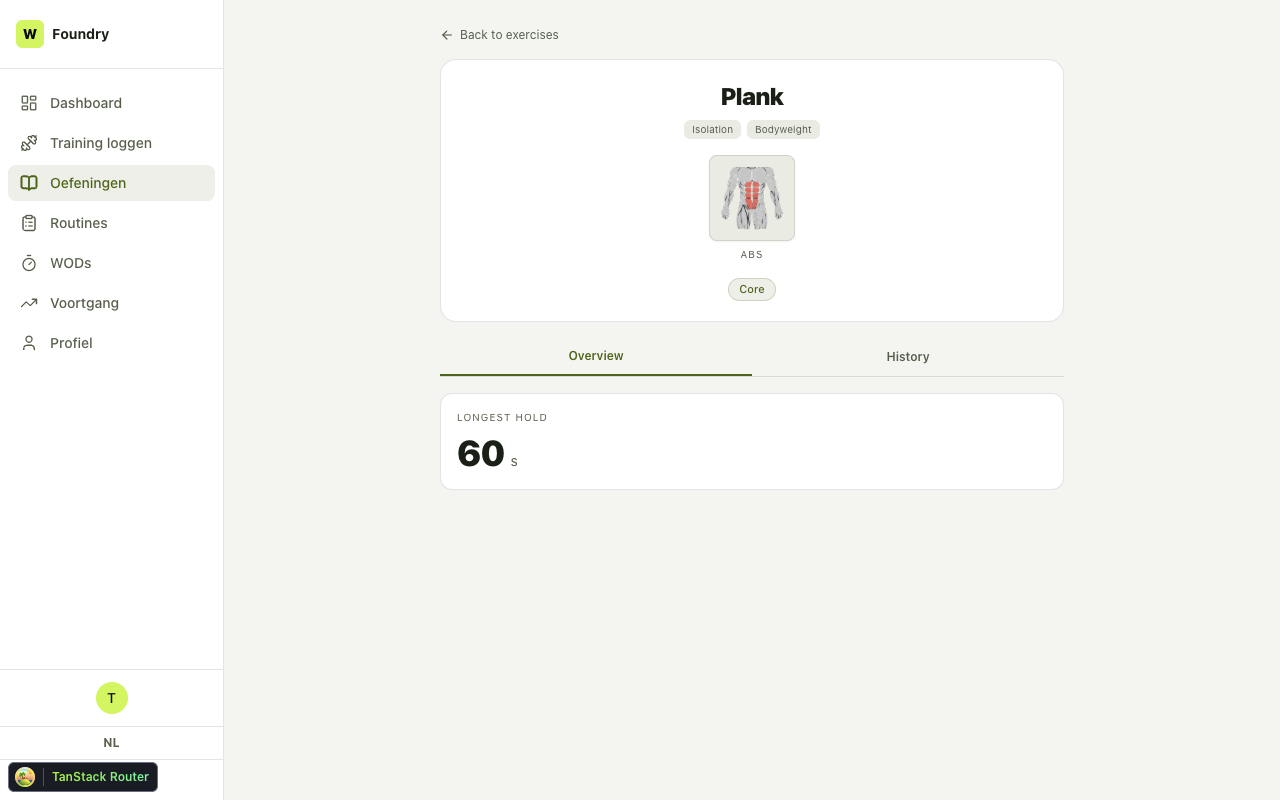 W Foundry
Dashboard
Training loggen
Oefeningen
Routines
WODs
Voortgang
Profiel
T
NL
TanStack Router
Back to exercises
Plank
Isolation Bodyweight
ABS
Core
Overview History
LONGEST HOLD
60 s